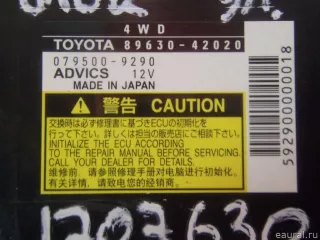 4WD
TOYOTA 89630-42020
079500-9290
ADVICS 12V
MADE IN JAPAN
警告 CAUTION
交換時は必ず修理書に基づきECUの初期化を
行って下さい。詳しくは担当の販売店にご相談下さい。
INITIALIZE THE ECU ACCORDING
TO THE REPAIR MANUAL BEFORE SERVICING.
CALL YOUR DEALER FOR DETAILS.
维修前，请按照修理手册对电脑进行初始化。
有关详情，请致电您的经销商。
592900000018
1203630
eaural.ru